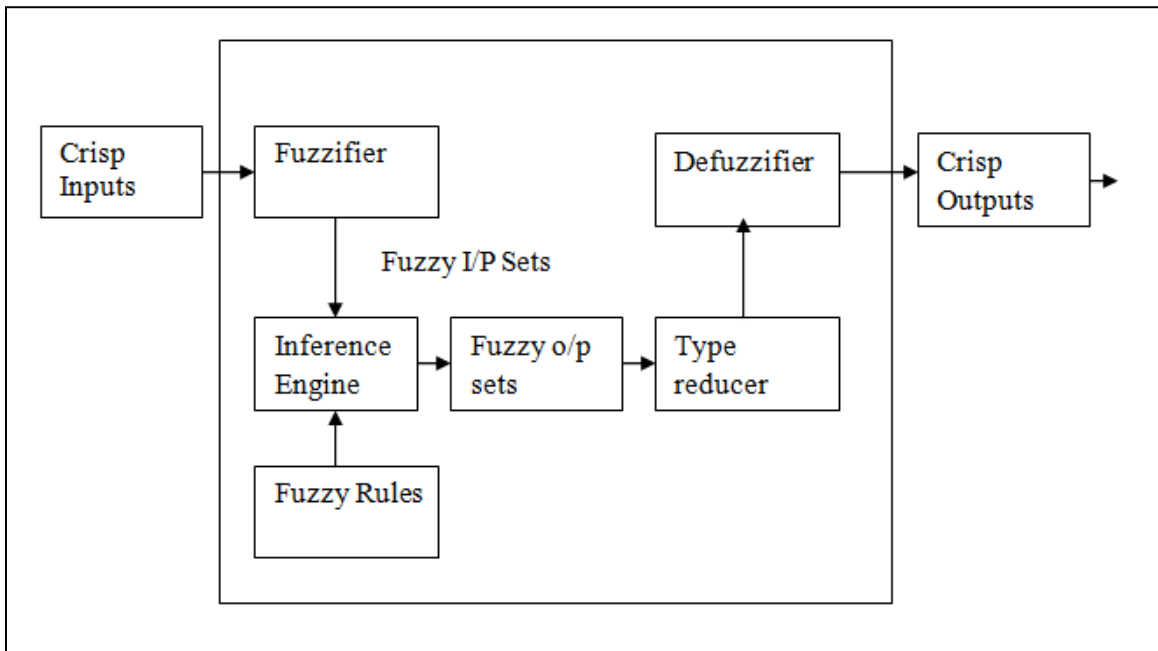 Crisp
Inputs
Fuzzifier
Defuzzifier
Crisp
Outputs
Fuzzy I/P Sets
Inference
Engine
Fuzzy o/p
sets
Type
reducer
Fuzzy Rules